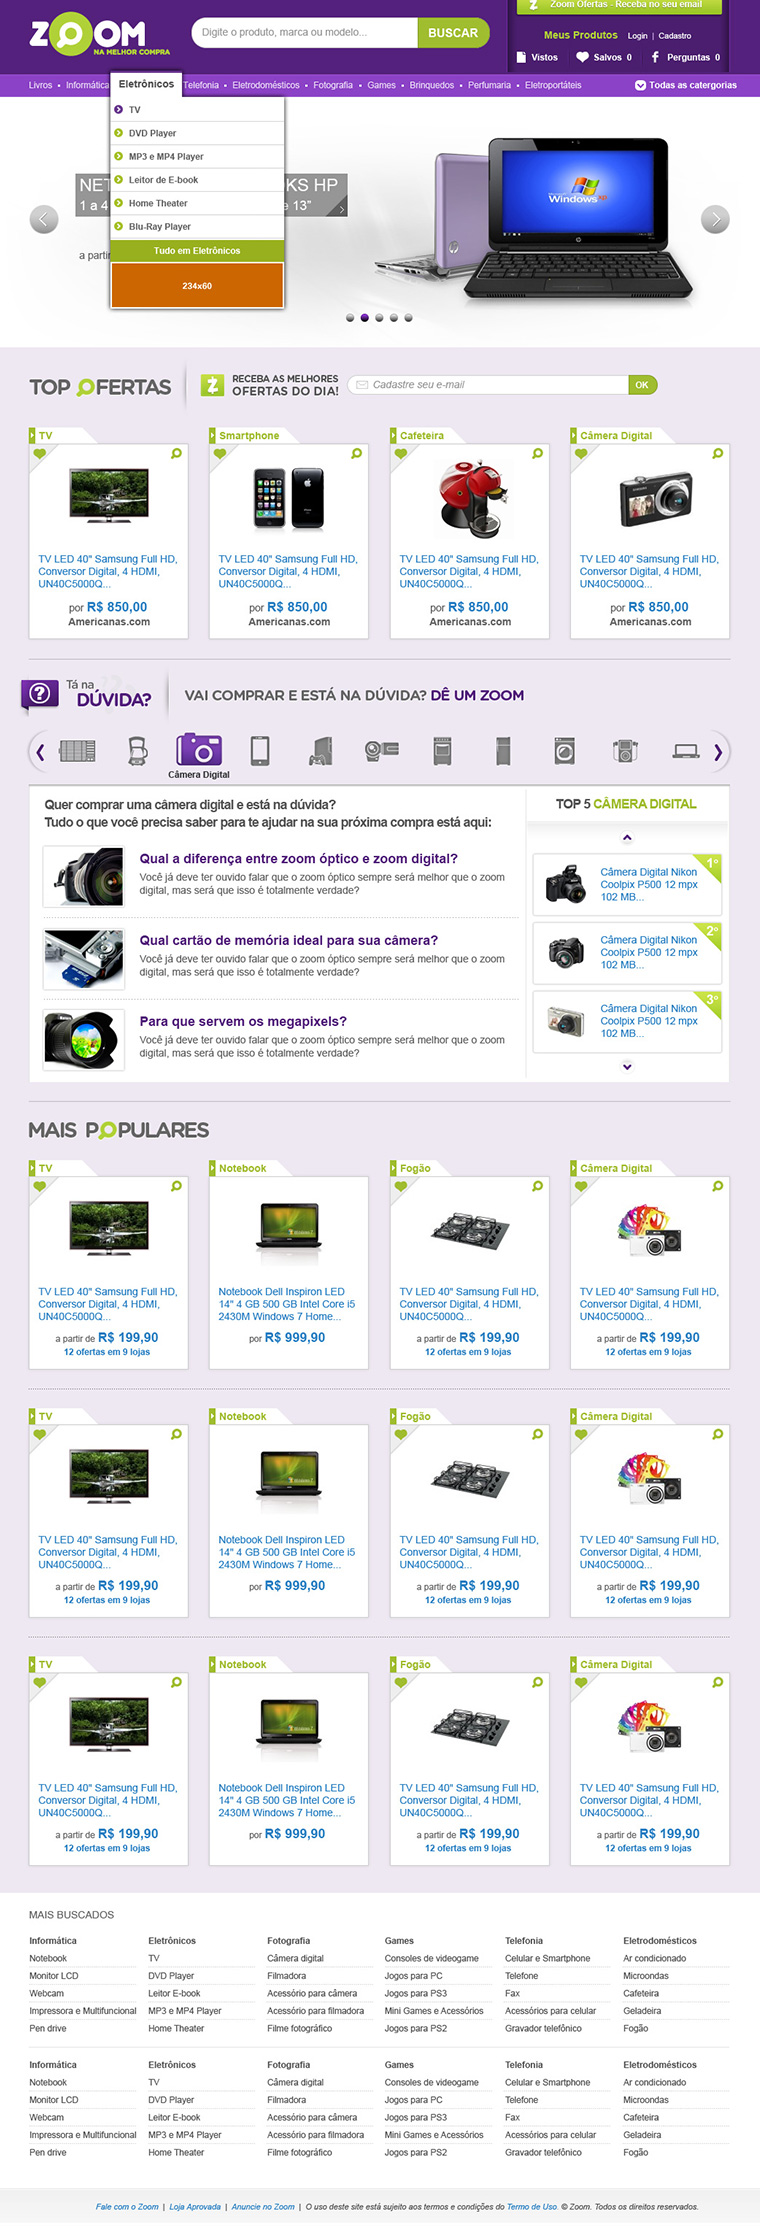 Zoom Ofertas - Receba no seu email
ZOOM
NA MELHOR COMPRA
Digite o produto, marca ou modelo...
BUSCAR
Meus Produtos Login | Cadastro
Vistos Salvos 0 Perguntas 0
Livros • Informática Eletrônicos Telefonia • Eletrodomésticos • Fotografia • Games • Brinquedos • Perfumaria • Eletroportáteis Todas as catergorias
TV
DVD Player
MP3 e MP4 Player
Leitor de E-book
Home Theater
Blu-Ray Player
Tudo em Eletrônicos
234x60
NET KS HP
1 a 4 e 13”
a partir
Windows xp
TOP OFERTAS
RECEBA AS MELHORES
OFERTAS DO DIA!
Cadastre seu e-mail OK
TV Smartphone Cafeteira Câmera Digital
TV LED 40" Samsung Full HD, TV LED 40" Samsung Full HD, TV LED 40" Samsung Full HD, TV LED 40" Samsung Full HD,
Conversor Digital, 4 HDMI, Conversor Digital, 4 HDMI, Conversor Digital, 4 HDMI, Conversor Digital, 4 HDMI,
UN40C5000Q... UN40C5000Q... UN40C5000Q... UN40C5000Q...
por R$ 850,00 por R$ 850,00 por R$ 850,00 por R$ 850,00
Americanas.com Americanas.com Americanas.com Americanas.com
Tá na
DÚVIDA?
VAI COMPRAR E ESTÁ NA DÚVIDA? DÊ UM ZOOM
Câmera Digital
Quer comprar uma câmera digital e está na dúvida?
Tudo o que você precisa saber para te ajudar na sua próxima compra está aqui:
Qual a diferença entre zoom óptico e zoom digital?
Você já deve ter ouvido falar que o zoom óptico sempre será melhor que o zoom
digital, mas será que isso é totalmente verdade?
Qual cartão de memória ideal para sua câmera?
Você já deve ter ouvido falar que o zoom óptico sempre será melhor que o zoom
digital, mas será que isso é totalmente verdade?
Para que servem os megapixels?
Você já deve ter ouvido falar que o zoom óptico sempre será melhor que o zoom
digital, mas será que isso é totalmente verdade?
TOP 5 CÂMERA DIGITAL
1º
Câmera Digital Nikon
Coolpix P500 12 mpx
102 MB...
2º
Câmera Digital Nikon
Coolpix P500 12 mpx
102 MB...
3º
Câmera Digital Nikon
Coolpix P500 12 mpx
102 MB...
MAIS POPULARES
TV Notebook Fogão Câmera Digital
TV LED 40" Samsung Full HD, Notebook Dell Inspiron LED TV LED 40" Samsung Full HD, TV LED 40" Samsung Full HD,
Conversor Digital, 4 HDMI, 14" 4 GB 500 GB Intel Core i5 Conversor Digital, 4 HDMI, Conversor Digital, 4 HDMI,
UN40C5000Q... 2430M Windows 7 Home... UN40C5000Q... UN40C5000Q...
a partir de R$ 199,90 por R$ 999,90 a partir de R$ 199,90 a partir de R$ 199,90
12 ofertas em 9 lojas 12 ofertas em 9 lojas 12 ofertas em 9 lojas
TV Notebook Fogão Câmera Digital
TV LED 40" Samsung Full HD, Notebook Dell Inspiron LED TV LED 40" Samsung Full HD, TV LED 40" Samsung Full HD,
Conversor Digital, 4 HDMI, 14" 4 GB 500 GB Intel Core i5 Conversor Digital, 4 HDMI, Conversor Digital, 4 HDMI,
UN40C5000Q... 2430M Windows 7 Home... UN40C5000Q... UN40C5000Q...
a partir de R$ 199,90 por R$ 999,90 a partir de R$ 199,90 a partir de R$ 199,90
12 ofertas em 9 lojas 12 ofertas em 9 lojas 12 ofertas em 9 lojas
TV Notebook Fogão Câmera Digital
TV LED 40" Samsung Full HD, Notebook Dell Inspiron LED TV LED 40" Samsung Full HD, TV LED 40" Samsung Full HD,
Conversor Digital, 4 HDMI, 14" 4 GB 500 GB Intel Core i5 Conversor Digital, 4 HDMI, Conversor Digital, 4 HDMI,
UN40C5000Q... 2430M Windows 7 Home... UN40C5000Q... UN40C5000Q...
a partir de R$ 199,90 por R$ 999,90 a partir de R$ 199,90 a partir de R$ 199,90
12 ofertas em 9 lojas 12 ofertas em 9 lojas 12 ofertas em 9 lojas
MAIS BUSCADOS
Informática Eletrônicos Fotografia Games Telefonia Eletrodomésticos
Notebook TV Câmera digital Consoles de videogame Celular e Smartphone Ar condicionado
Monitor LCD DVD Player Filmadora Jogos para PC Telefone Microondas
Webcam Leitor E-book Acessório para câmera Jogos para PS3 Fax Cafeteira
Impressora e Multifuncional MP3 e MP4 Player Acessório para filmadora Mini Games e Acessórios Acessórios para celular Geladeira
Pen drive Home Theater Filme fotográfico Jogos para PS2 Gravador telefônico Fogão
Informática Eletrônicos Fotografia Games Telefonia Eletrodomésticos
Notebook TV Câmera digital Consoles de videogame Celular e Smartphone Ar condicionado
Monitor LCD DVD Player Filmadora Jogos para PC Telefone Microondas
Webcam Leitor E-book Acessório para câmera Jogos para PS3 Fax Cafeteira
Impressora e Multifuncional MP3 e MP4 Player Acessório para filmadora Mini Games e Acessórios Acessórios para celular Geladeira
Pen drive Home Theater Filme fotográfico Jogos para PS2 Gravador telefônico Fogão
Fale com o Zoom | Loja Aprovada | Anuncie no Zoom | O uso deste site está sujeito aos termos e condições do Termo de Uso. © Zoom. Todos os direitos reservados.